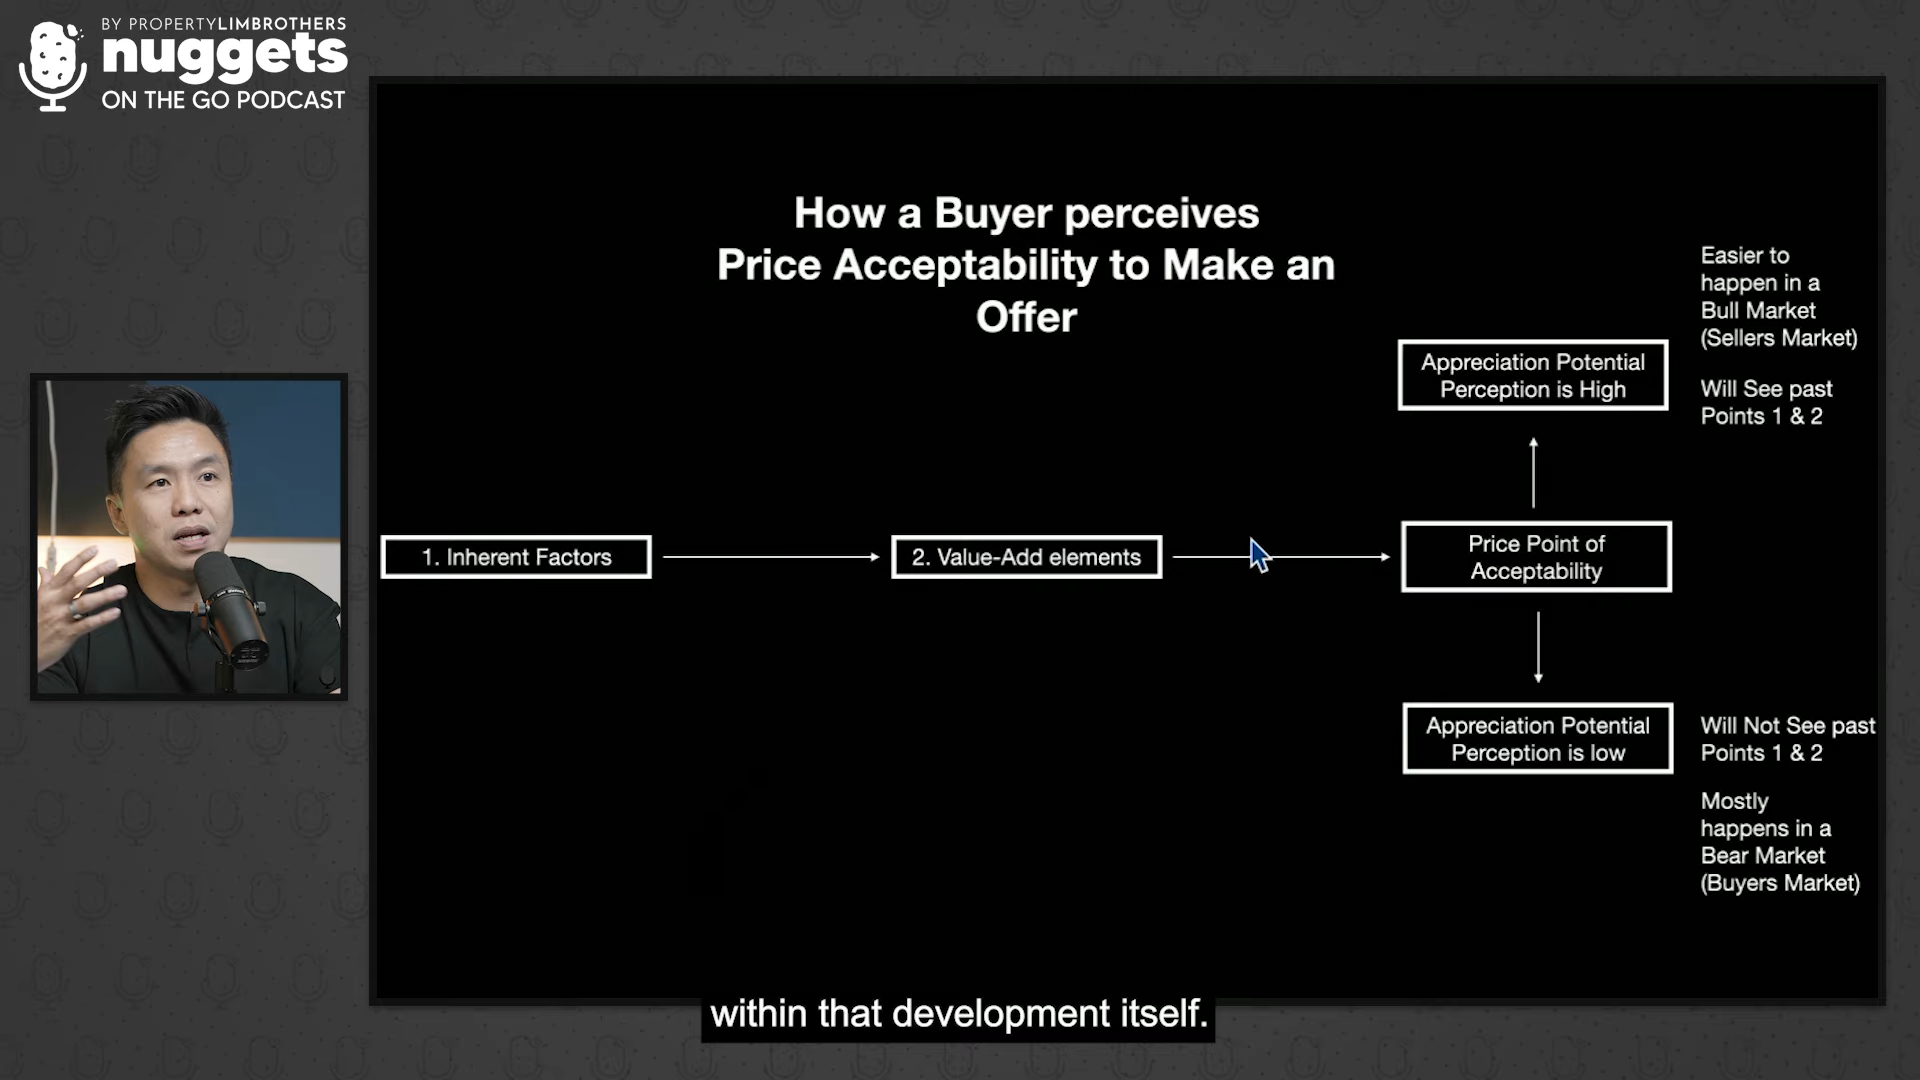 BY PROPERTYLIMBROTHERS
nuggets
ON THE GO PODCAST
How a Buyer perceives
Price Acceptability to Make an
Offer
Easier to
happen in a
Bull Market
(Sellers Market)
Appreciation Potential
Perception is High
Will See past
Points 1 & 2
1. Inherent Factors
2. Value-Add elements
Price Point of
Acceptability
Appreciation Potential
Perception is low
Will Not See past
Points 1 & 2
Mostly
happens in a
Bear Market
(Buyers Market)
within that development itself.